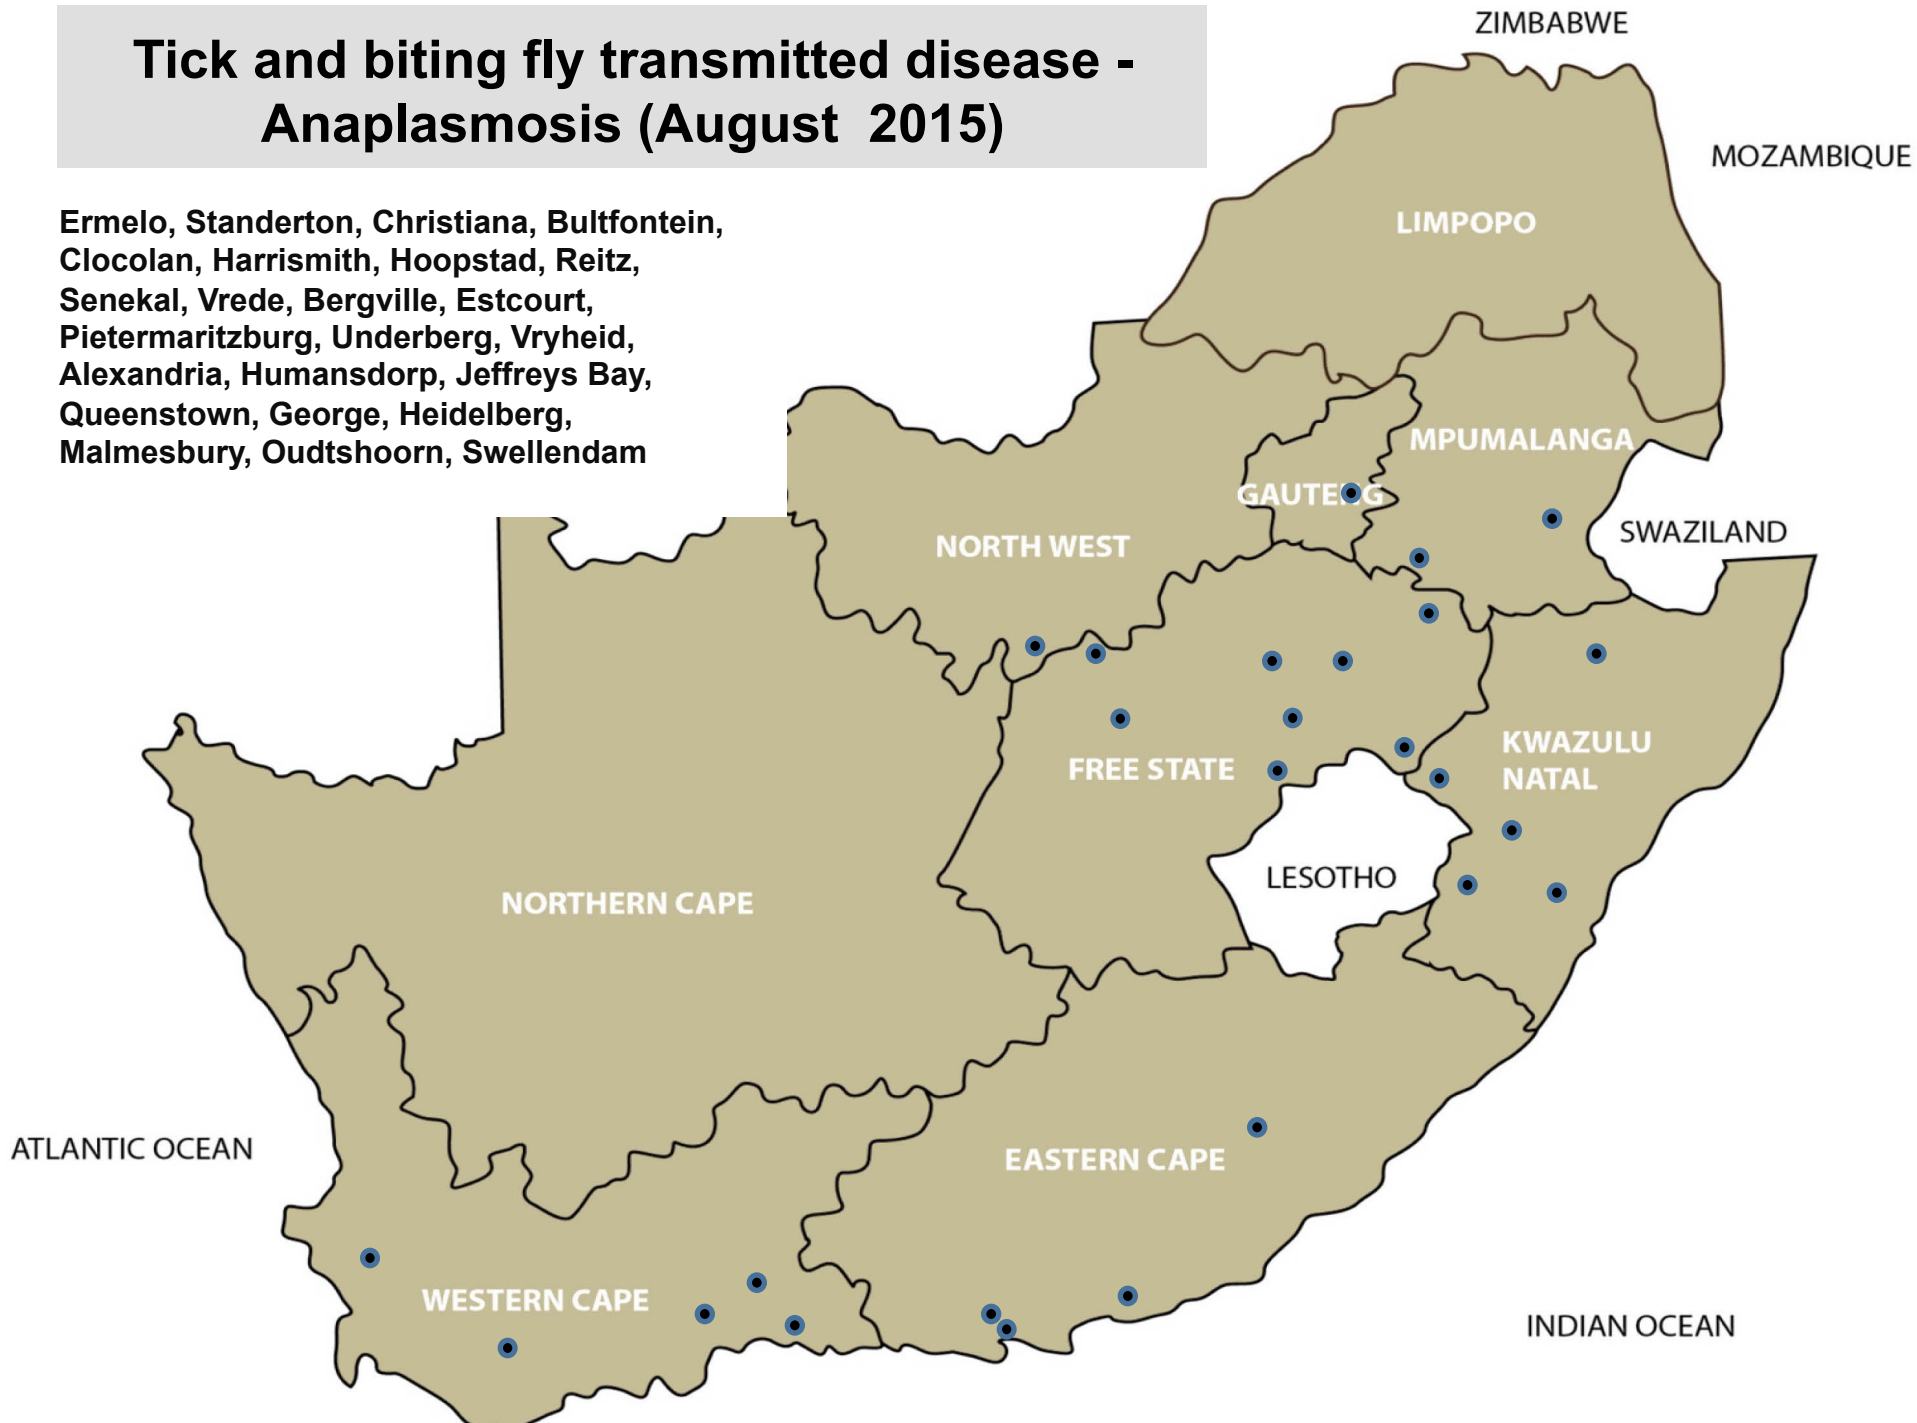 Tick and biting fly transmitted disease -
Anaplasmosis (August  2015)
Ermelo, Standerton, Christiana, Bultfontein,
Clocolan, Harrismith, Hoopstad, Reitz,
Senekal, Vrede, Bergville, Estcourt,
Pietermaritzburg, Underberg, Vryheid,
Alexandria, Humansdorp, Jeffreys Bay,
Queenstown, George, Heidelberg,
Malmesbury, Oudtshoorn, Swellendam
ZIMBABWE
MOZAMBIQUE
LIMPOPO
MPUMALANGA
GAUTENG
SWAZILAND
NORTH WEST
KWAZULU
NATAL
FREE STATE
LESOTHO
NORTHERN CAPE
ATLANTIC OCEAN
EASTERN CAPE
WESTERN CAPE
INDIAN OCEAN